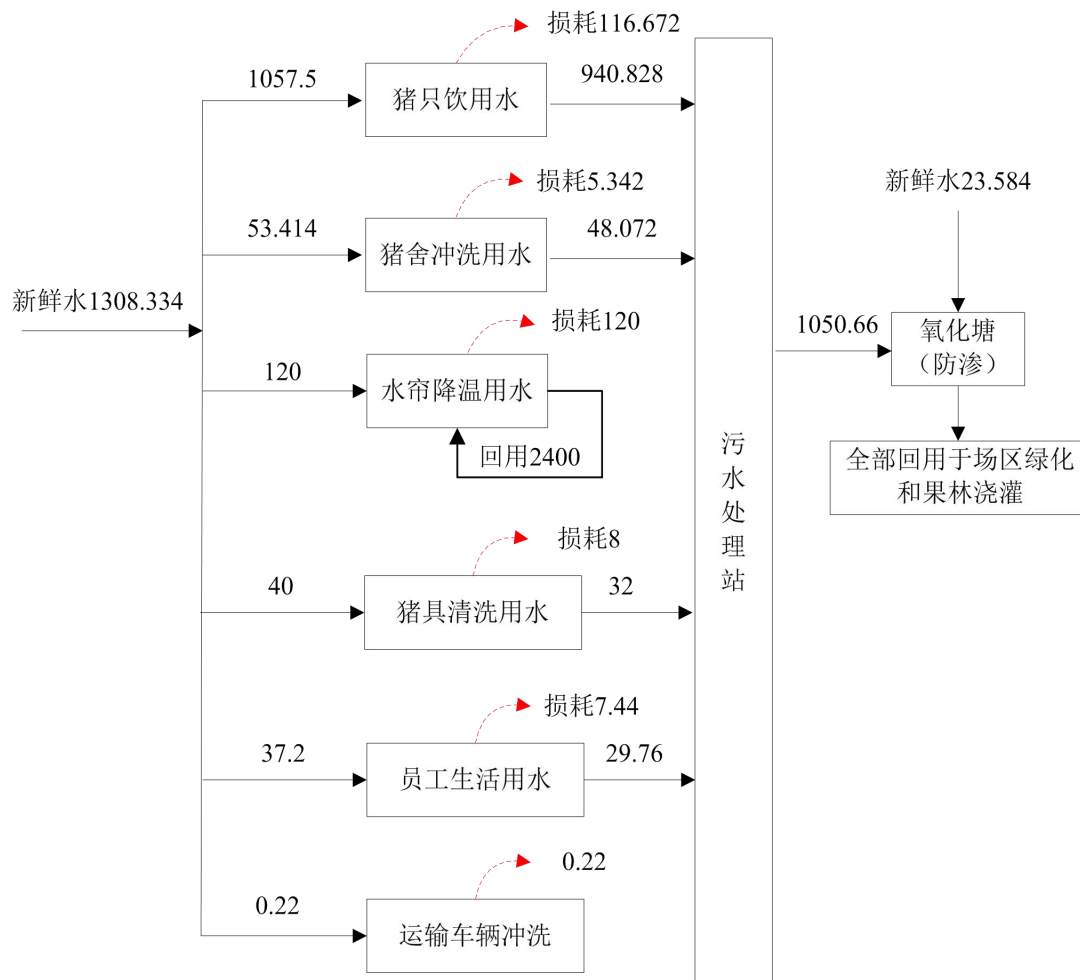 损耗116.672
1057.5
猪只饮用水
940.828
损耗5.342
新鲜水23.584
53.414
猪舍冲洗用水
48.072
新鲜水1308.334
损耗120
1050.66
氧化塘
（防渗）
120
水帘降温用水
回用2400
污
水
处
理
站
全部回用于场区绿化
和果林浇灌
损耗8
40
猪具清洗用水
32
损耗7.44
37.2
员工生活用水
29.76
0.22
0.22
运输车辆冲洗